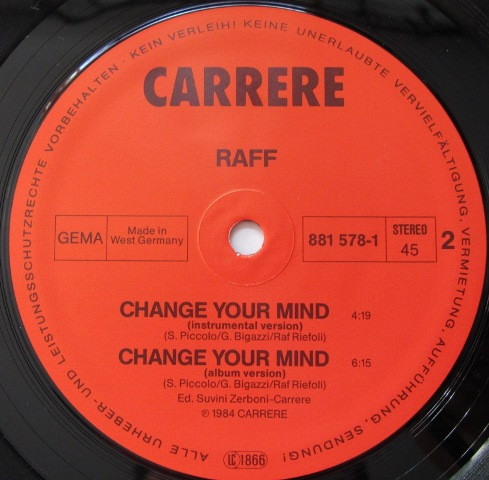 ALLE URHEBER- UND LEISTUNGSSCHUTZRECHTE VORBEHALTEN · KEIN VERLEIH! KEINE UNERLAUBTE VERVIELFÄLTIGUNG, VERMIETUNG, AUFFÜHRUNG, SENDUNG!
CARRERE
RAFF
GEMA
Made in
West Germany
881 578-1
STEREO
45
2
CHANGE YOUR MIND 4:19
(instrumental version)
(S. Piccolo/G. Bigazzi/Raf Riefoli)
CHANGE YOUR MIND 6:15
(album version)
(S. Piccolo/G. Bigazzi/Raf Riefoli)
Ed. Suvini Zerboni-Carrere
℗ 1984 CARRERE
LC 1866